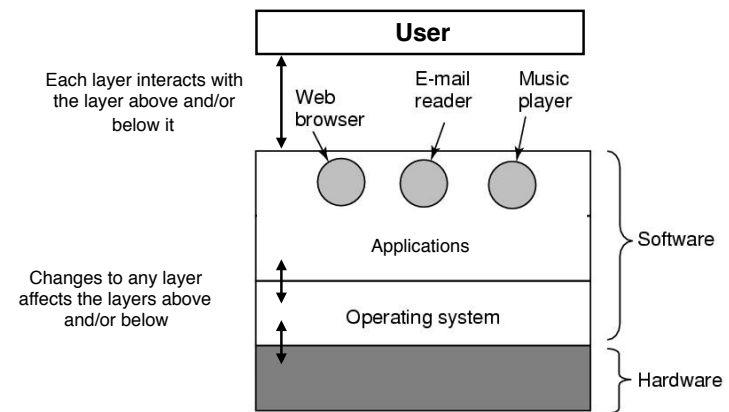 User
Each layer interacts with
the layer above and/or
below it
Web
browser
E-mail
reader
Music
player
Applications
Software
Changes to any layer
affects the layers above
and/or below
Operating system
Hardware